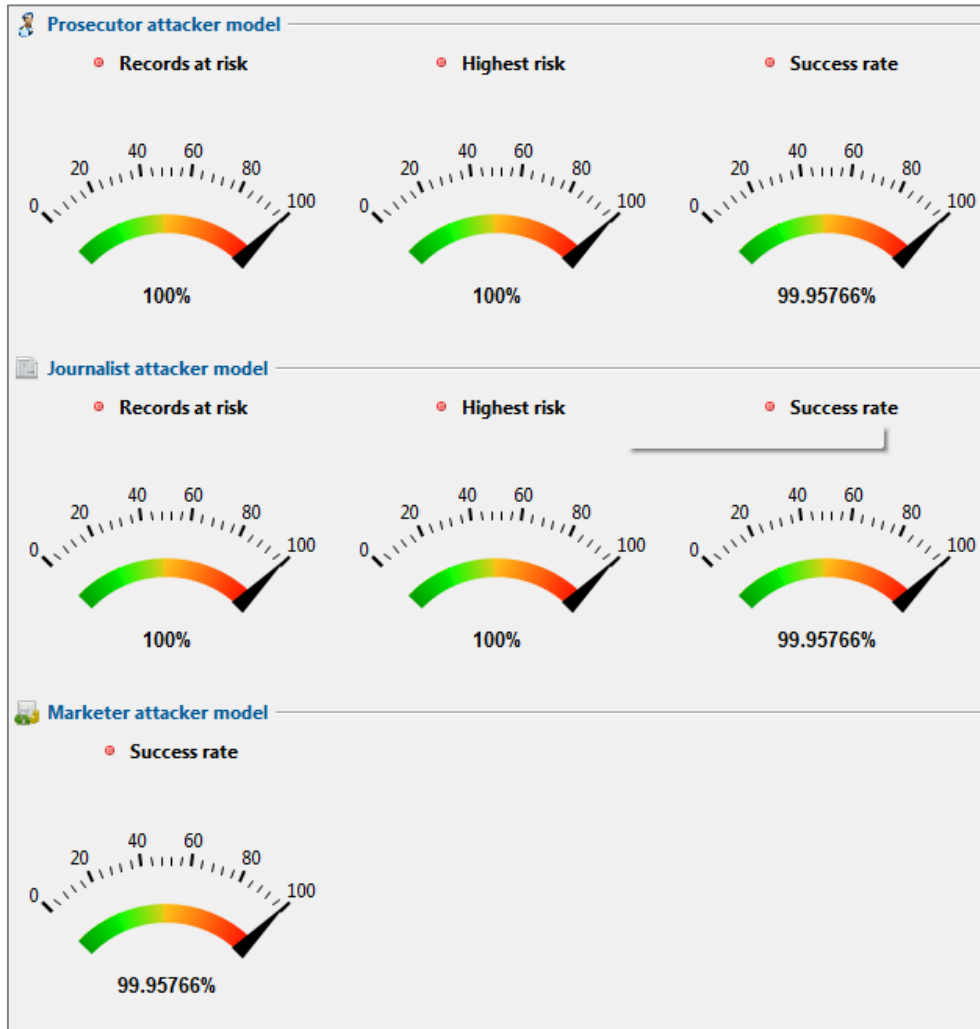 Prosecutor attacker model
Records at risk Highest risk Success rate
0 20 40 60 80 100 0 20 40 60 80 100 0 20 40 60 80 100
100% 100% 99.95766%
Journalist attacker model
Records at risk Highest risk Success rate
0 20 40 60 80 100 0 20 40 60 80 100 0 20 40 60 80 100
100% 100% 99.95766%
Marketer attacker model
Success rate
0 20 40 60 80 100
99.95766%